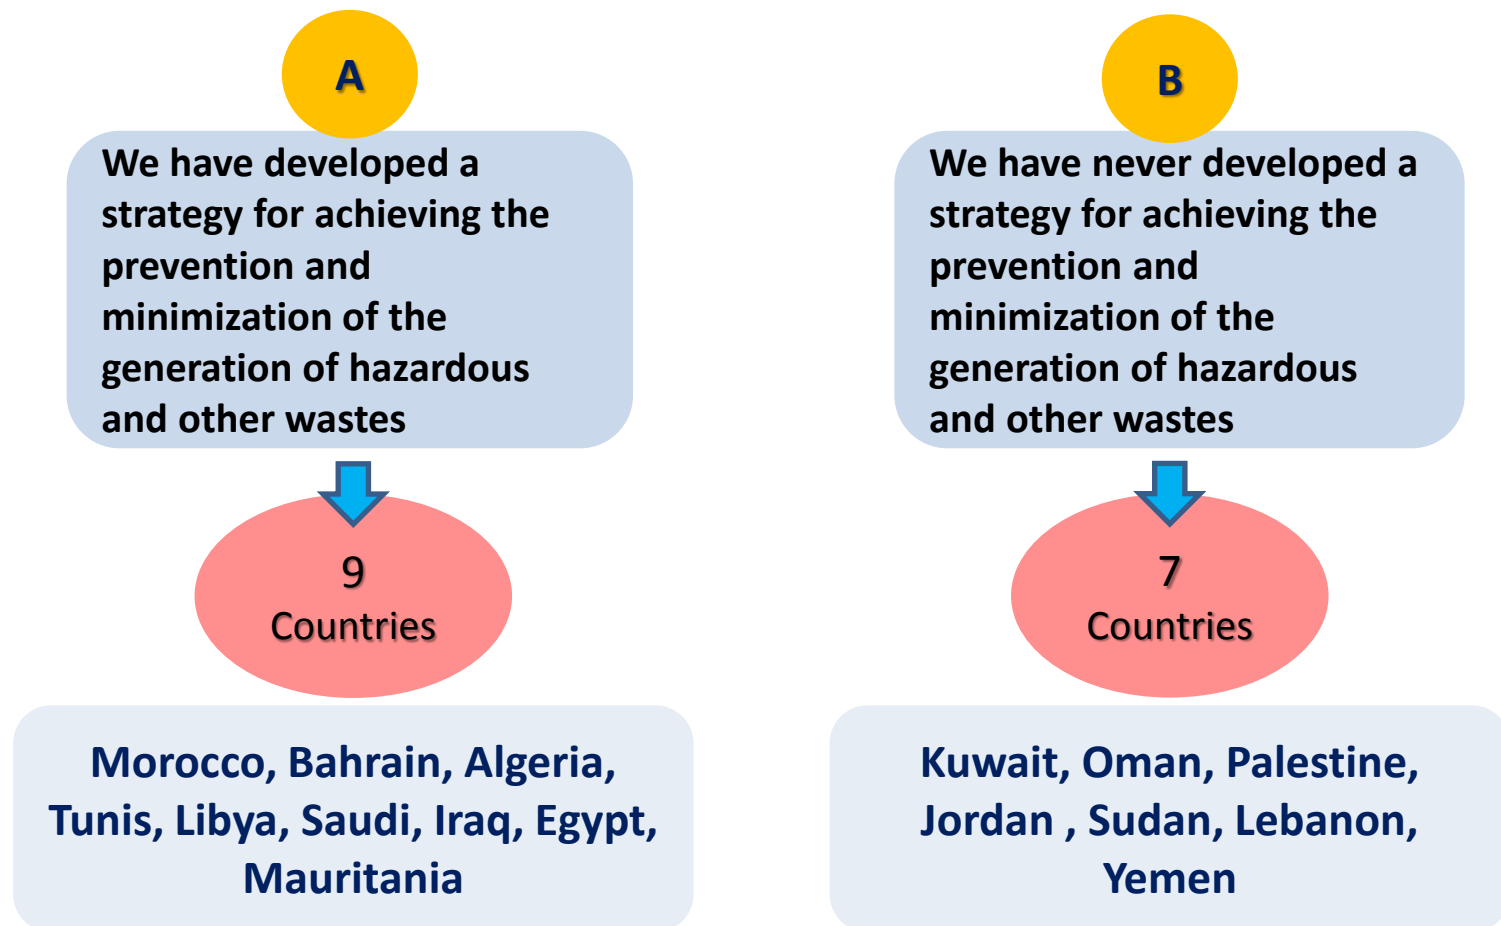 A
We have developed a
strategy for achieving the
prevention and
minimization of the
generation of hazardous
and other wastes
9
Countries
Morocco, Bahrain, Algeria,
Tunis, Libya, Saudi, Iraq, Egypt,
Mauritania
B
We have never developed a
strategy for achieving the
prevention and
minimization of the
generation of hazardous
and other wastes
7
Countries
Kuwait, Oman, Palestine,
Jordan , Sudan, Lebanon,
Yemen